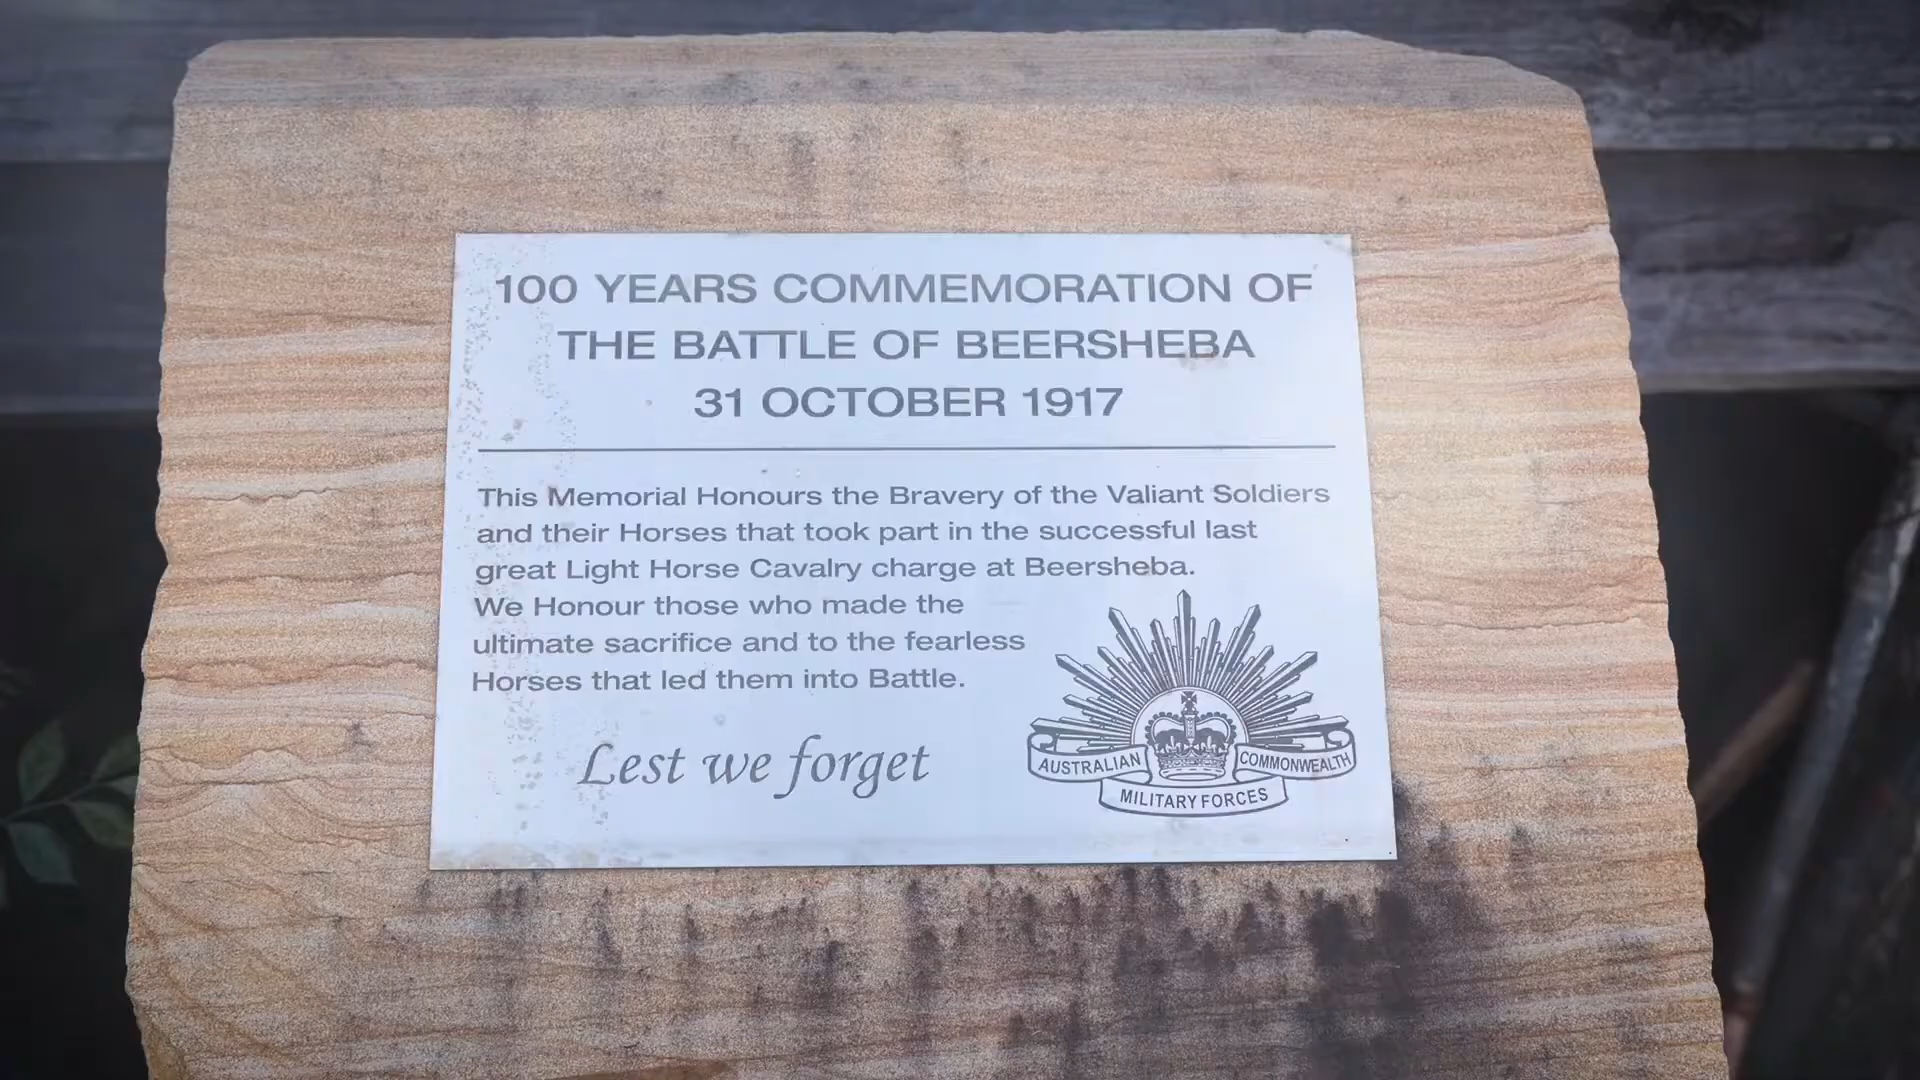 100 YEARS COMMEMORATION OF
THE BATTLE OF BEERSHEBA
31 OCTOBER 1917
This Memorial Honours the Bravery of the Valiant Soldiers
and their Horses that took part in the successful last
great Light Horse Cavalry charge at Beersheba.
We Honour those who made the
ultimate sacrifice and to the fearless
Horses that led them into Battle.
Lest we forget
AUSTRALIAN COMMONWEALTH
MILITARY FORCES